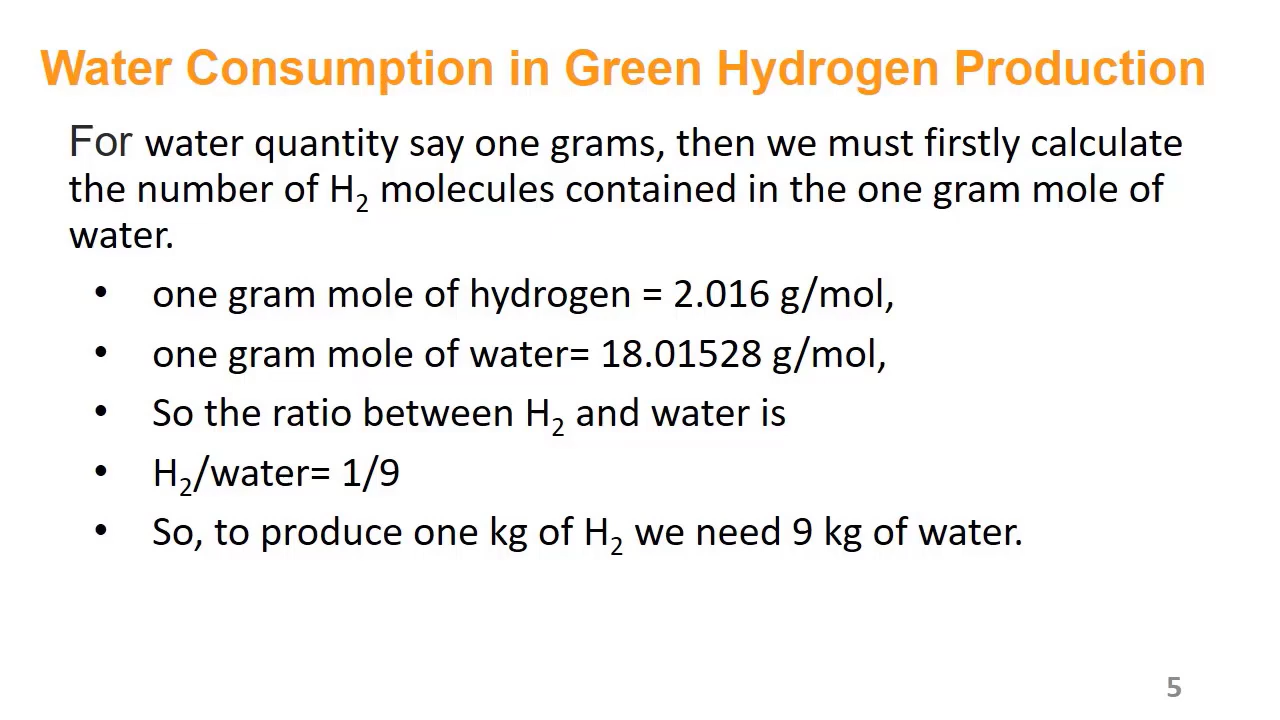 Water Consumption in Green Hydrogen Production
For water quantity say one grams, then we must firstly calculate
the number of H₂ molecules contained in the one gram mole of
water.
• one gram mole of hydrogen = 2.016 g/mol,
• one gram mole of water= 18.01528 g/mol,
• So the ratio between H₂ and water is
• H₂/water= 1/9
• So, to produce one kg of H₂ we need 9 kg of water.
5